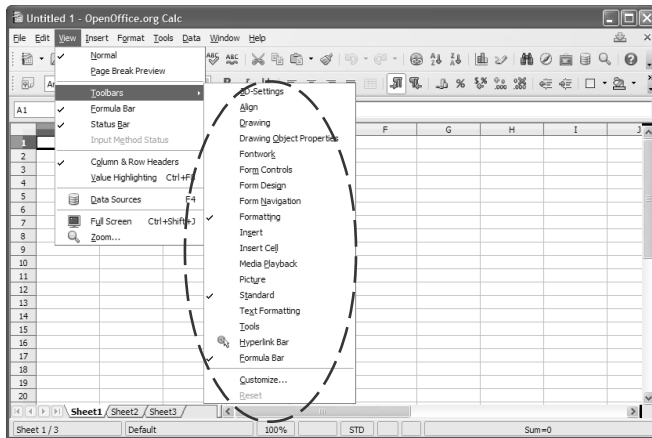 Untitled 1 - OpenOffice.org Calc
File Edit View Insert Format Tools Data Window Help
Normal
Page Break Preview
Toolbars
Formula Bar
Status Bar
Input Method Status
Column & Row Headers
Value Highlighting Ctrl+F8
Data Sources F4
Full Screen Ctrl+Shift+J
Zoom...
3D-Settings
Align
Drawing
Drawing Object Properties
Fontwork
Form Controls
Form Design
Form Navigation
Formatting
Insert
Insert Cell
Media Playback
Picture
Standard
Text Formatting
Tools
Hyperlink Bar
Formula Bar
Customize...
Reset
A1
F G H I J
1
2
3
4
5
6
7
8
9
10
11
12
13
14
15
16
17
18
19
20
Sheet1 Sheet2 Sheet3
Sheet 1 / 3 Default 100% STD Sum=0